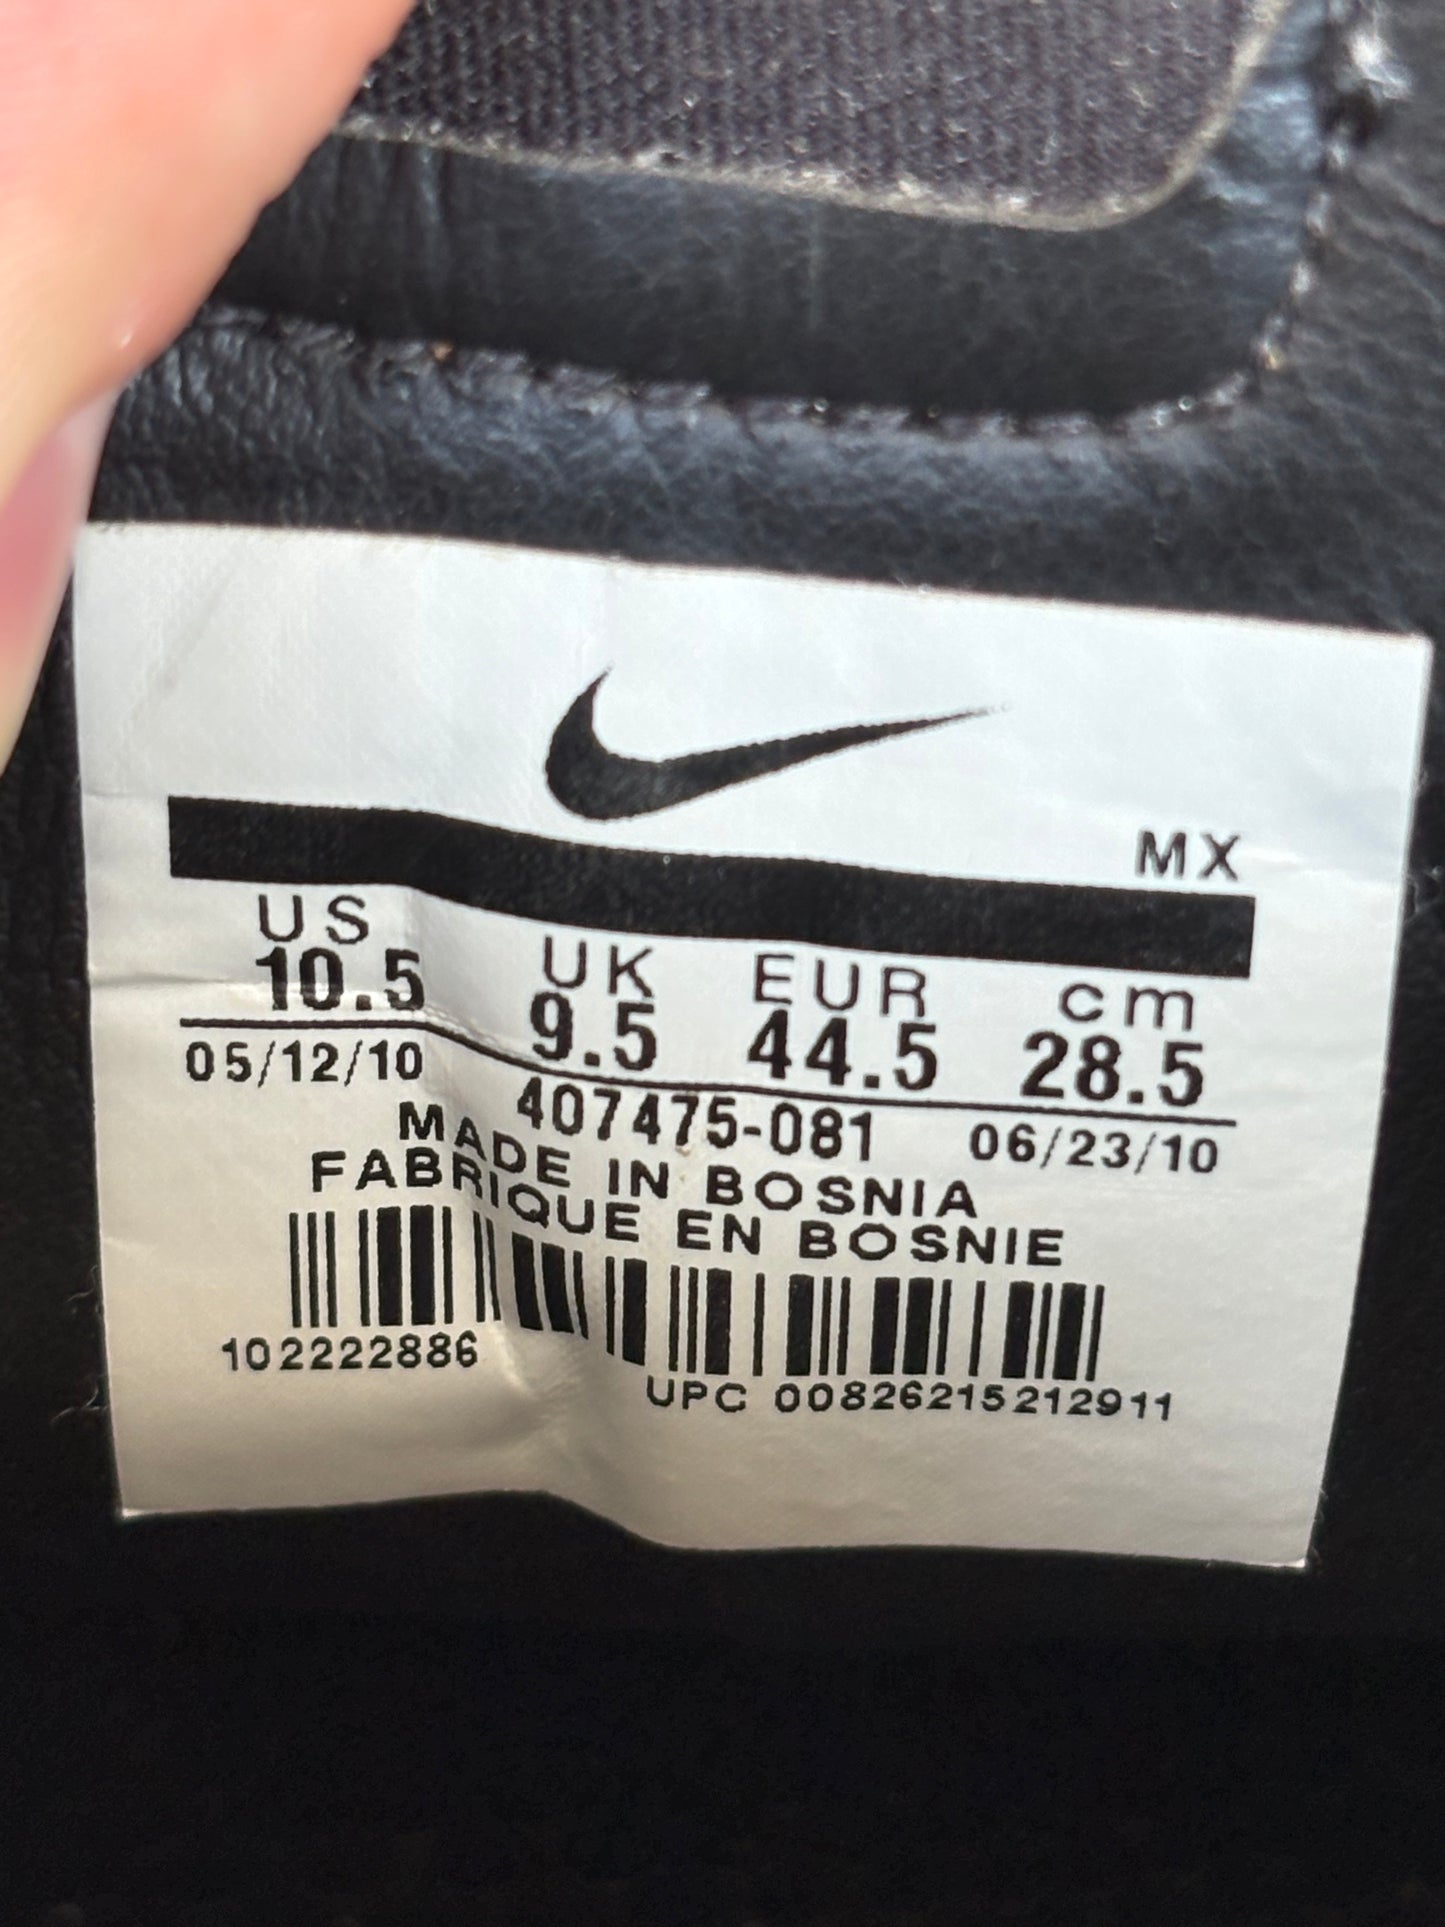 MX
US UK EUR cm
10.5 9.5 44.5 28.5
05/12/10 407475-081 06/23/10
MADE IN BOSNIA
FABRIQUE EN BOSNIE
102222886
UPC 00826215212911